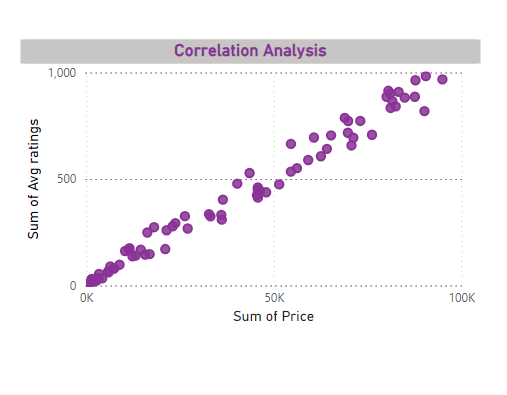 Correlation Analysis
1,000
500
0
Sum of Avg ratings
0K
50K
100K
Sum of Price